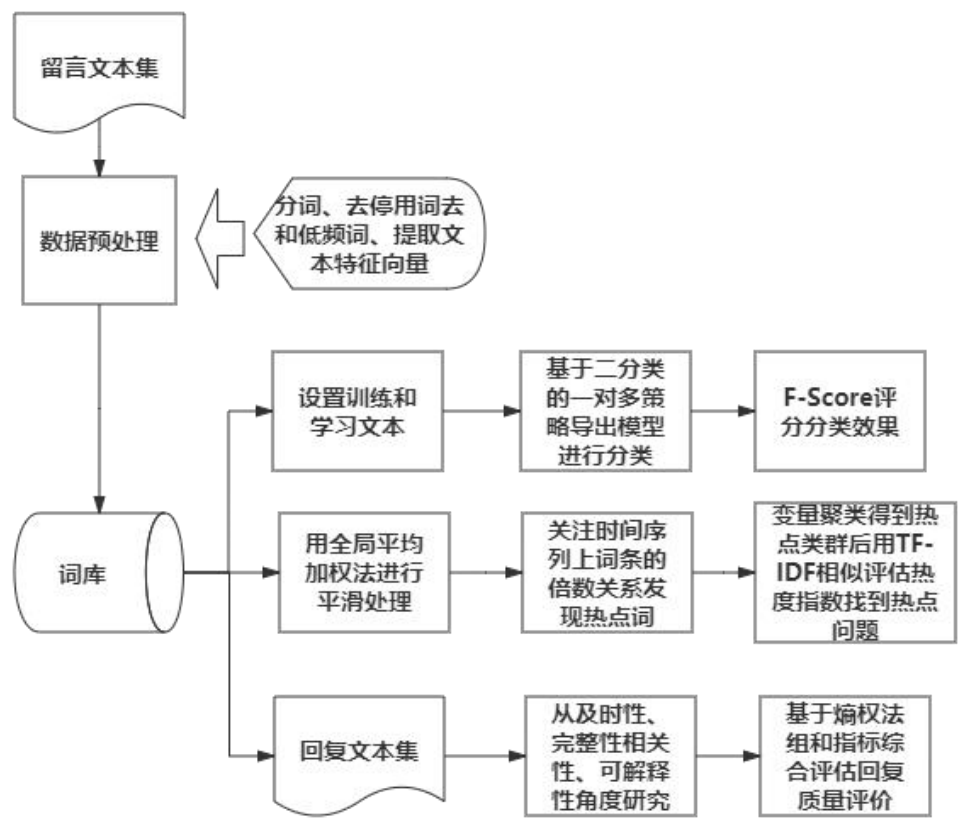 留言文本集
数据预处理
分词、去停用词去
和低频词、提取文
本特征向量
设置训练和
学习文本
基于二分类
的一对多策
略导出模型
进行分类
F-Score评
分分类效果
词库
用全局平均
加权法进行
平滑处理
关注时间序
列上词条的
倍数关系发
现热点词
变量聚类得到热
点类群后用TF-
IDF相似评估热
度指数找到热点
问题
回复文本集
从及时性、
完整性相关
性、可解释
性角度研究
基于熵权法
组和指标综
合评估回复
质量评价